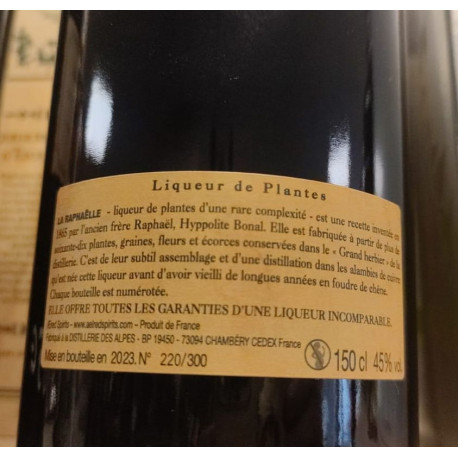 Liqueur de Plantes
LA RAPHAËLLE - liqueur de plantes d'une rare complexité - est une recette inventée en
1865 par l'ancien frère Raphaël, Hyppolite Bonal. Elle est fabriquée à partir de plus de
soixante-dix plantes, graines, fleurs et écorces conservées dans le « Grand herbier » de la
distillerie. C'est de leur subtil assemblage et d'une distillation dans les alambics de cuivre
qu'est née cette liqueur avant d'avoir vieilli de longues années en foudre de chêne.
Chaque bouteille est numérotée.
ELLE OFFRE TOUTES LES GARANTIES D'UNE LIQUEUR INCOMPARABLE.
Ælred Spirits - www.aelredspirits.com - Produit de France
Fabriqué à la DISTILLERIE DES ALPES - BP 19450 - 73094 CHAMBÉRY CEDEX France
Mise en bouteille en 2023. N° 220/300
150 cl 45% vol.